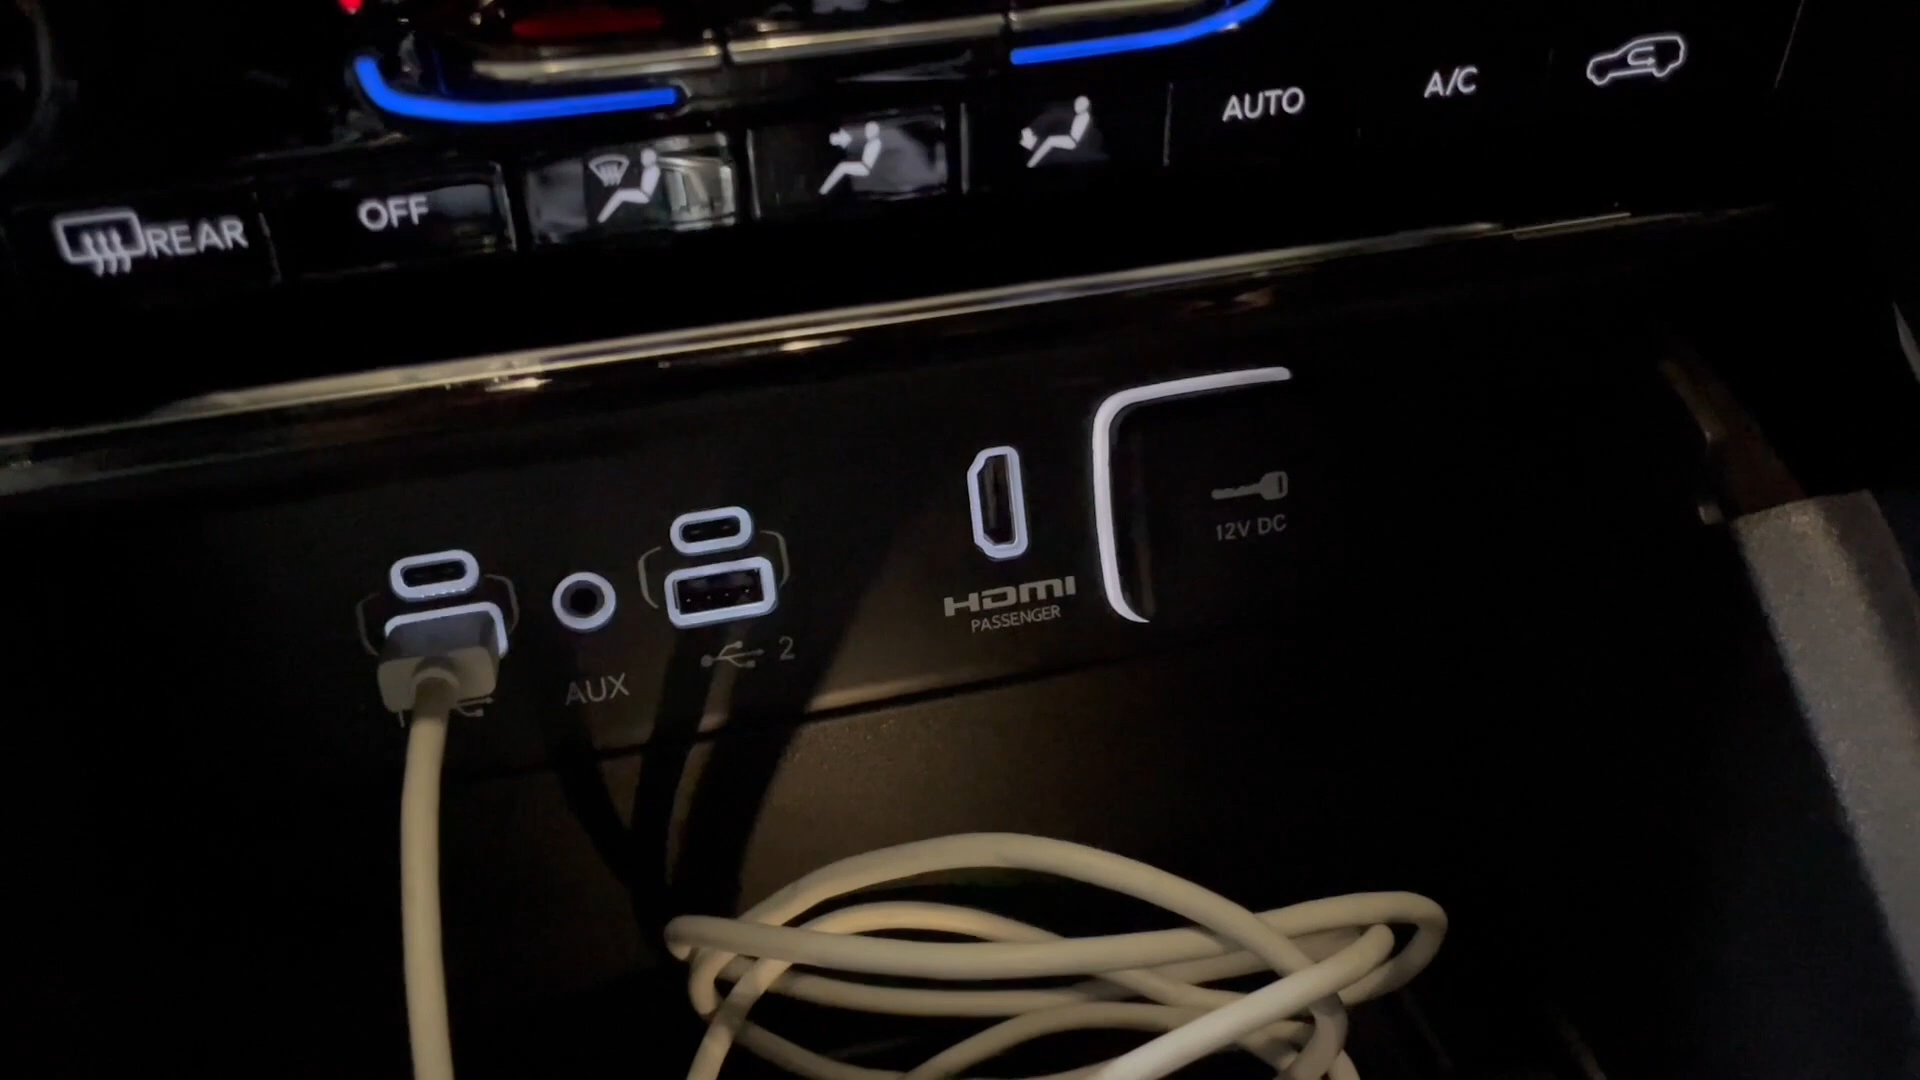 REAR
OFF
AUTO
A/C
12V DC
HDMI
PASSENGER
2
AUX